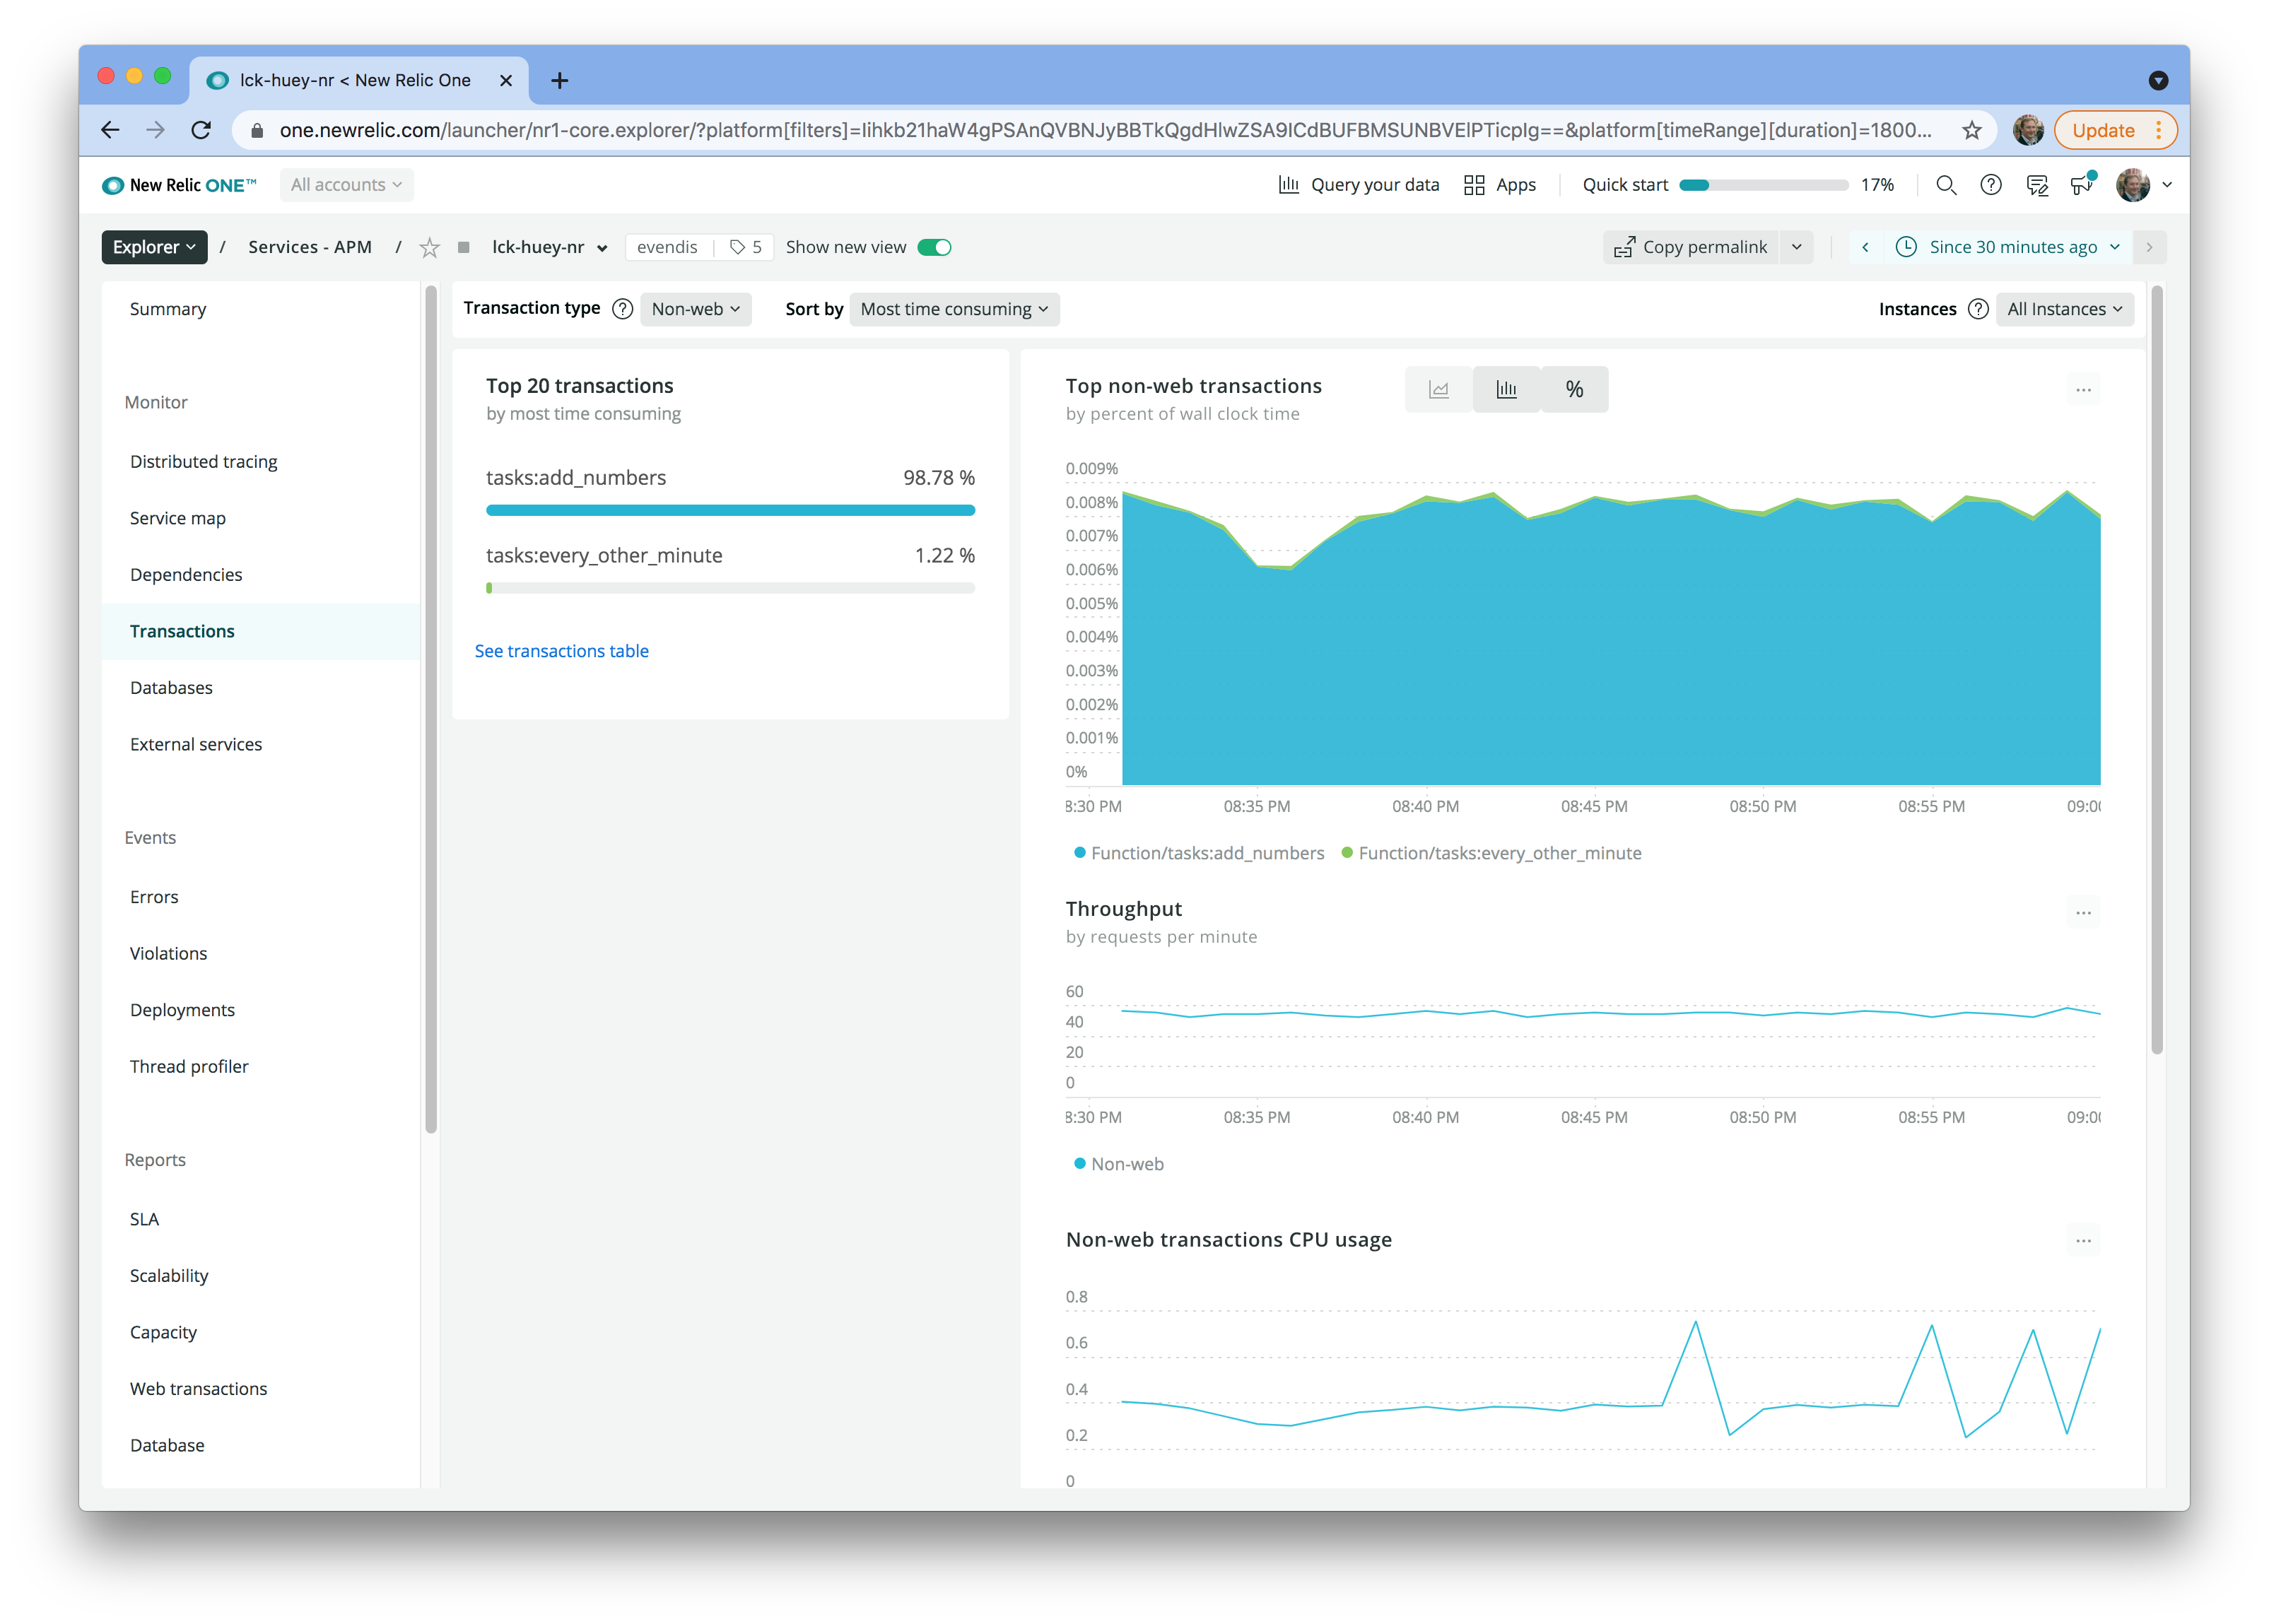 lck-huey-nr < New Relic One
one.newrelic.com/launcher/nr1-core.explorer/?platform[filters]=Iihkb21haW4gPSAnQVBNJyBBTkQgdHlwZSA9ICdBUFBMSUNBVElPTicpIg==&platform[timeRange][duration]=1800...
Update
New Relic ONE™
All accounts
Query your data
Apps
Quick start
17%
Explorer / Services - APM / lck-huey-nr
evendis
5
Show new view
Copy permalink
Since 30 minutes ago
Summary
Monitor
Distributed tracing
Service map
Dependencies
Transactions
Databases
External services
Events
Errors
Violations
Deployments
Thread profiler
Reports
SLA
Scalability
Capacity
Web transactions
Database
Transaction type ? Non-web
Sort by Most time consuming
Instances ? All Instances
Top 20 transactions
by most time consuming
tasks:add_numbers 98.78 %
tasks:every_other_minute 1.22 %
See transactions table
Top non-web transactions
by percent of wall clock time
%
...
0.009%
0.008%
0.007%
0.006%
0.005%
0.004%
0.003%
0.002%
0.001%
0%
8:30 PM 08:35 PM 08:40 PM 08:45 PM 08:50 PM 08:55 PM 09:00
Function/tasks:add_numbers Function/tasks:every_other_minute
Throughput
by requests per minute
...
60
40
20
0
8:30 PM 08:35 PM 08:40 PM 08:45 PM 08:50 PM 08:55 PM 09:00
Non-web
Non-web transactions CPU usage
...
0.8
0.6
0.4
0.2
0